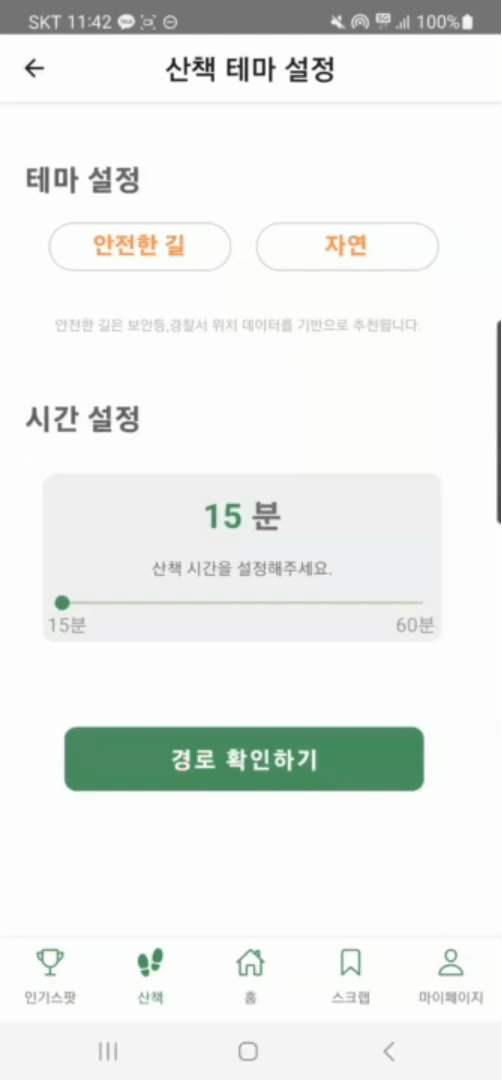 SKT 11:42 100%
산책 테마 설정
테마 설정
안전한 길 자연
안전한 길은 보안등,경찰서 위치 데이터를 기반으로 추천됩니다.
시간 설정
15 분
산책 시간을 설정해주세요.
15분 60분
경로 확인하기
인기스팟 산책 홈 스크랩 마이페이지